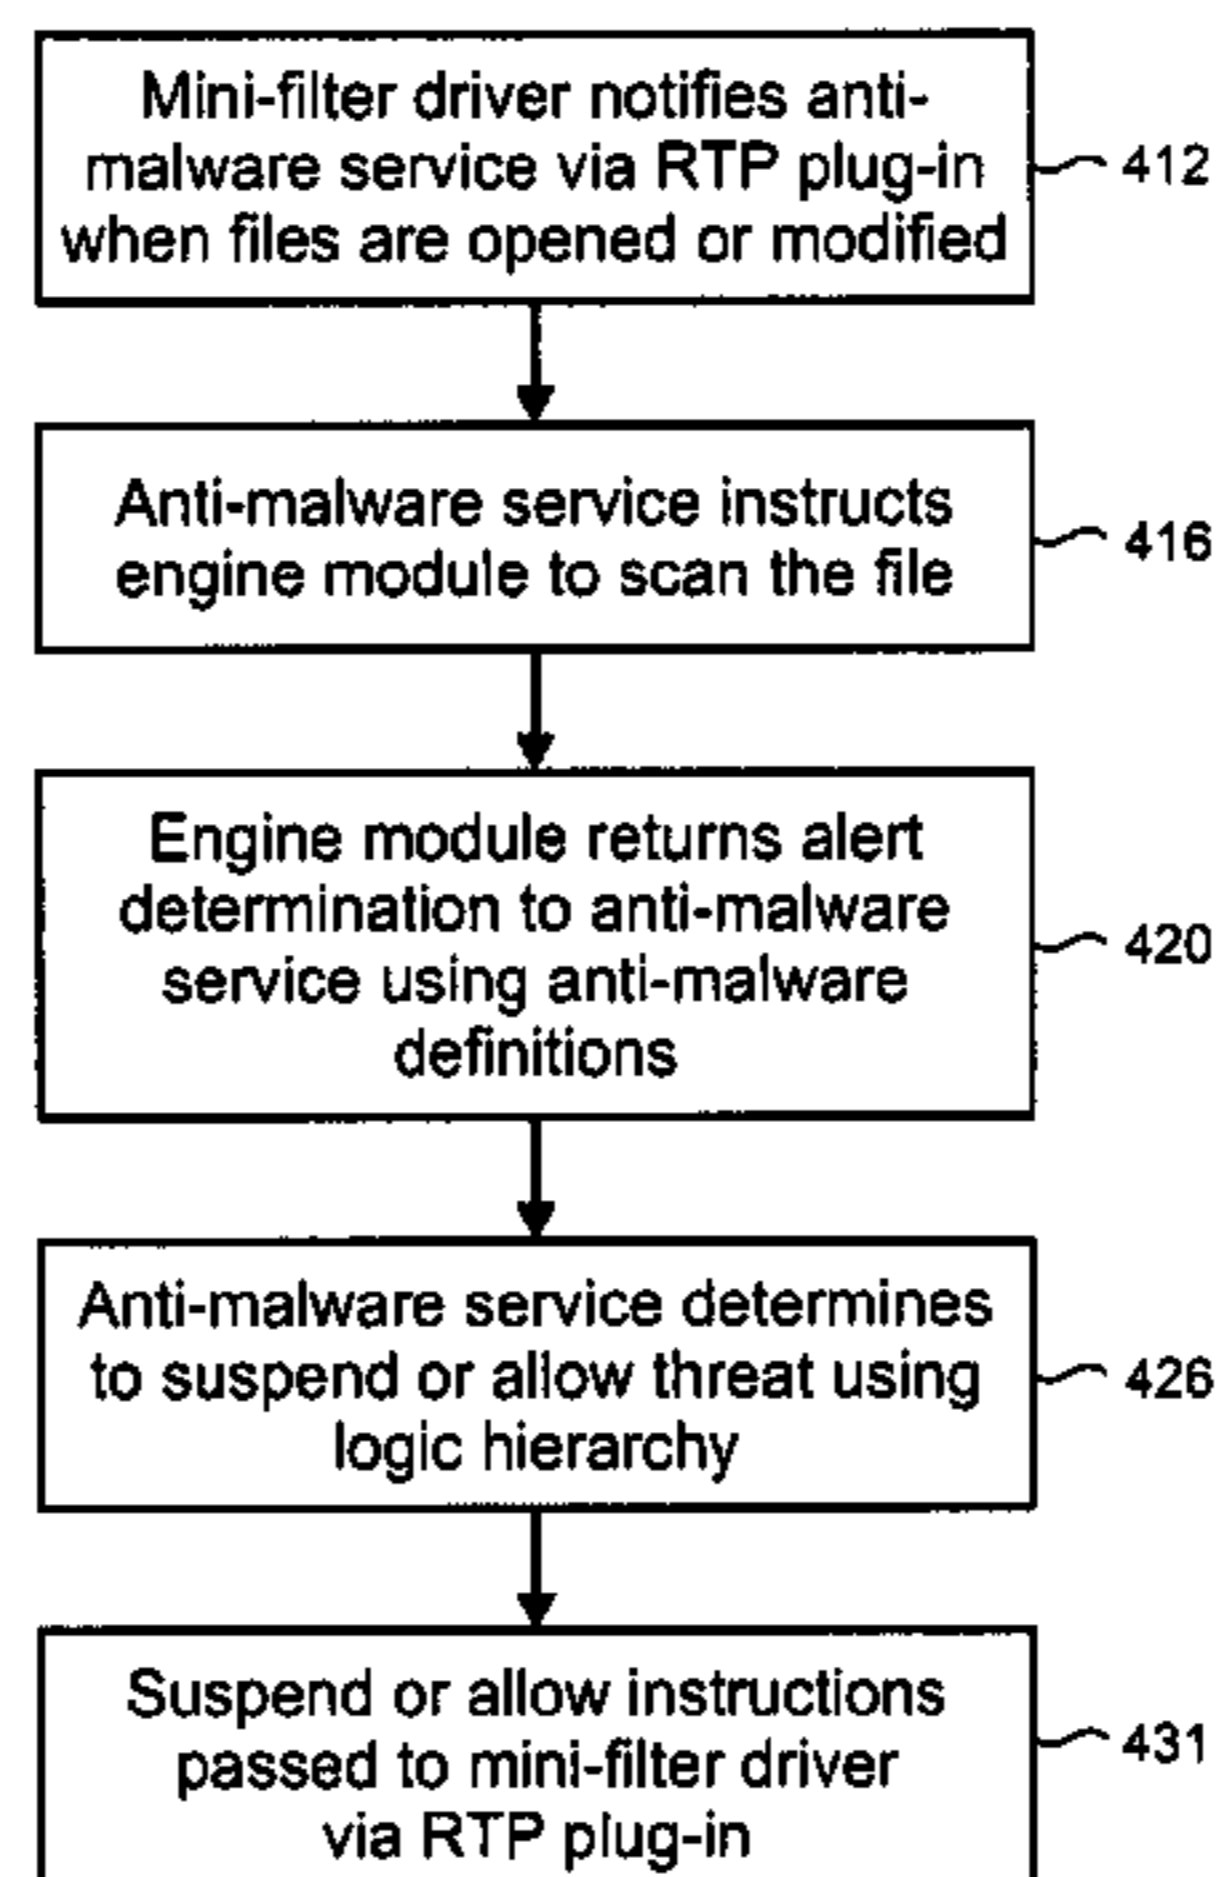 Mini-filter driver notifies anti-
malware service via RTP plug-in
when files are opened or modified
412
Anti-malware service instructs
engine module to scan the file
416
Engine module returns alert
determination to anti-malware
service using anti-malware
definitions
420
Anti-malware service determines
to suspend or allow threat using
logic hierarchy
426
Suspend or allow instructions
passed to mini-filter driver
via RTP plug-in
431